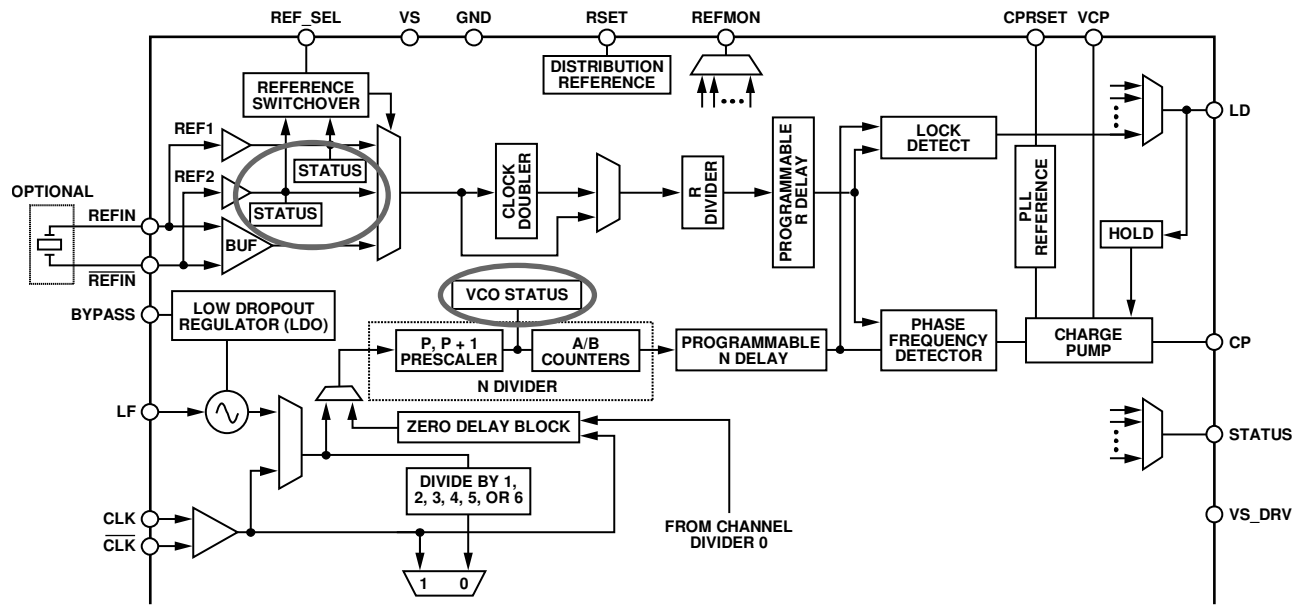 REF_SEL
VS
GND
RSET
REFMON
CPRSET
VCP
DISTRIBUTION
REFERENCE
REFERENCE
SWITCHOVER
REF1
STATUS
REF2
STATUS
OPTIONAL
REFIN
BUF
REFIN
CLOCK
DOUBLER
R
DIVIDER
PROGRAMMABLE
R DELAY
LOCK
DETECT
LD
PLL
REFERENCE
HOLD
BYPASS
LOW DROPOUT
REGULATOR (LDO)
VCO STATUS
P, P + 1
PRESCALER
A/B
COUNTERS
N DIVIDER
PROGRAMMABLE
N DELAY
PHASE
FREQUENCY
DETECTOR
CHARGE
PUMP
CP
LF
ZERO DELAY BLOCK
STATUS
DIVIDE BY 1,
2, 3, 4, 5, OR 6
CLK
CLK
FROM CHANNEL
DIVIDER 0
VS_DRV
1 0